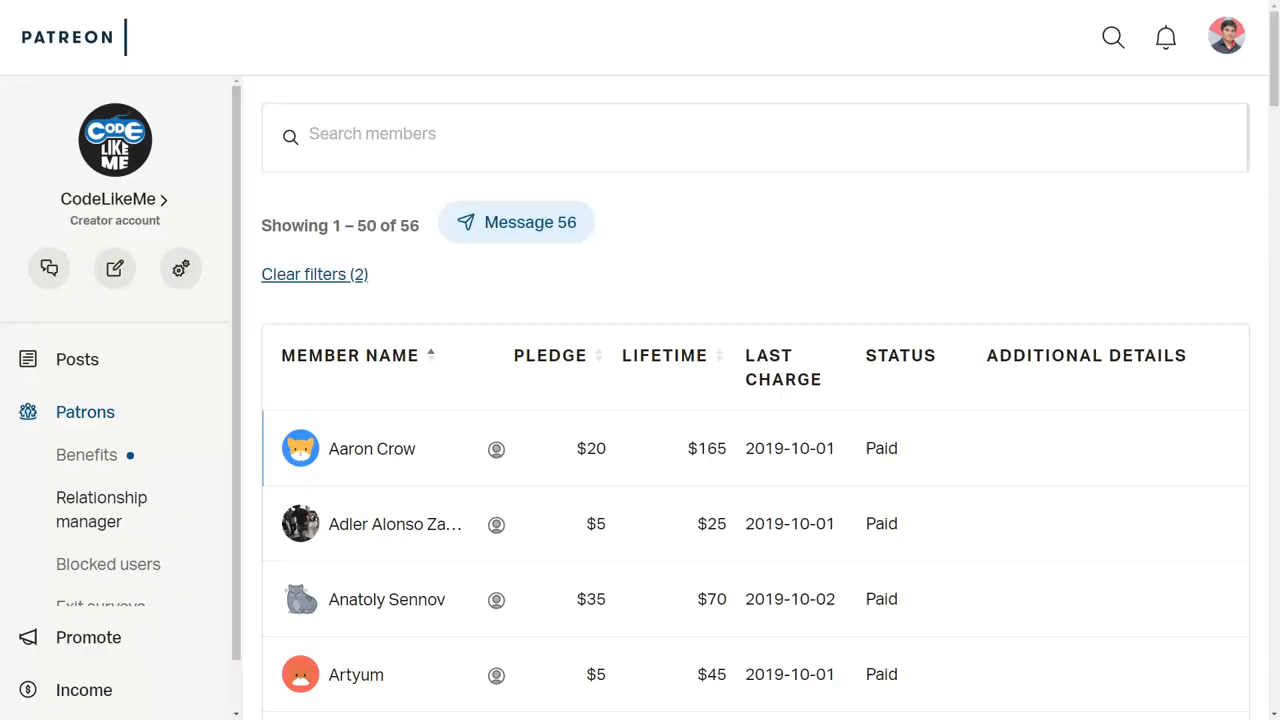 PATREON
CODE
LIKE
ME
CodeLikeMe
Creator account
Posts
Patrons
Benefits
Relationship
manager
Blocked users
Exit surveys
Promote
Income
Search members
Showing 1 – 50 of 56
Message 56
Clear filters (2)
MEMBER NAME PLEDGE LIFETIME LAST CHARGE STATUS ADDITIONAL DETAILS
Aaron Crow $20 $165 2019-10-01 Paid
Adler Alonso Za... $5 $25 2019-10-01 Paid
Anatoly Sennov $35 $70 2019-10-02 Paid
Artyum $5 $45 2019-10-01 Paid